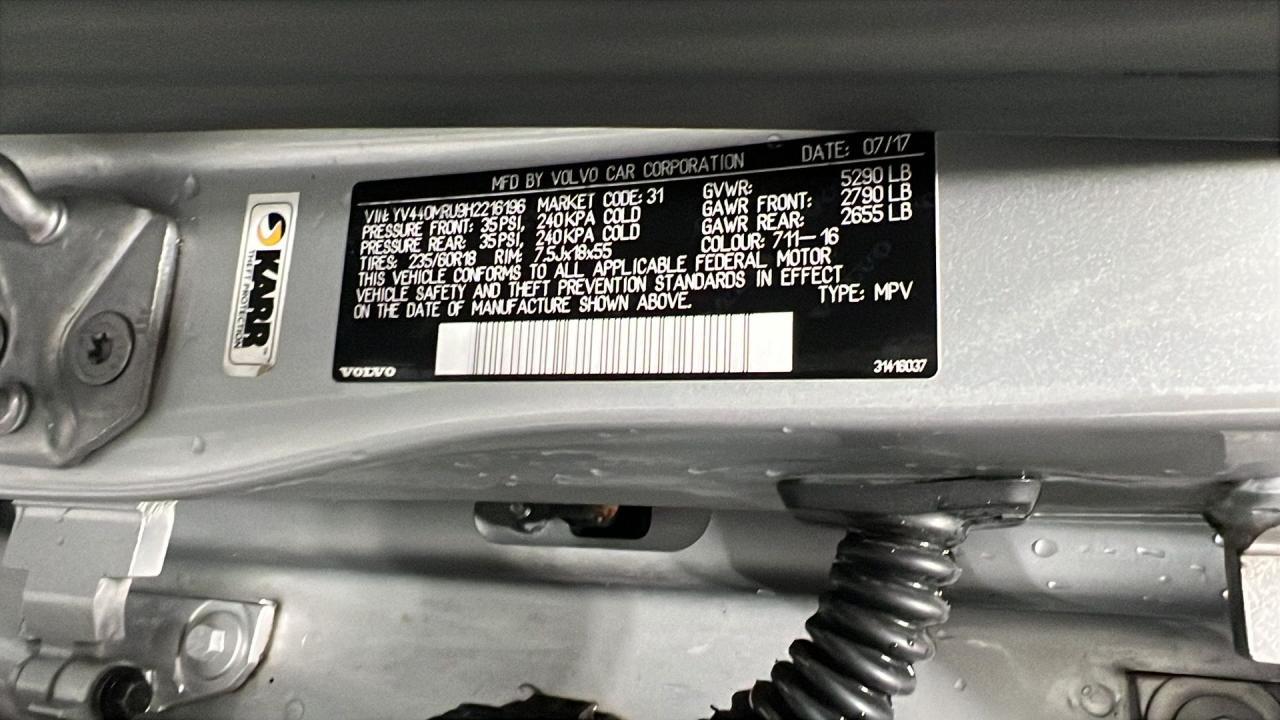 MFD BY VOLVO CAR CORPORATION DATE: 07/17
VIN: YV440MRU9H2216196 MARKET CODE: 31 GVWR: 5290 LB
PRESSURE FRONT: 35PSI, 240KPA COLD GAWR FRONT: 2790 LB
PRESSURE REAR: 35PSI, 240KPA COLD GAWR REAR: 2655 LB
TIRES: 235/60R18 RIM: 7.5Jx18x55 COLOUR: 711-16
THIS VEHICLE CONFORMS TO ALL APPLICABLE FEDERAL MOTOR
VEHICLE SAFETY AND THEFT PREVENTION STANDARDS IN EFFECT
ON THE DATE OF MANUFACTURE SHOWN ABOVE. TYPE: MPV
VOLVO 31416037
KARR
THEFT PROTECTION